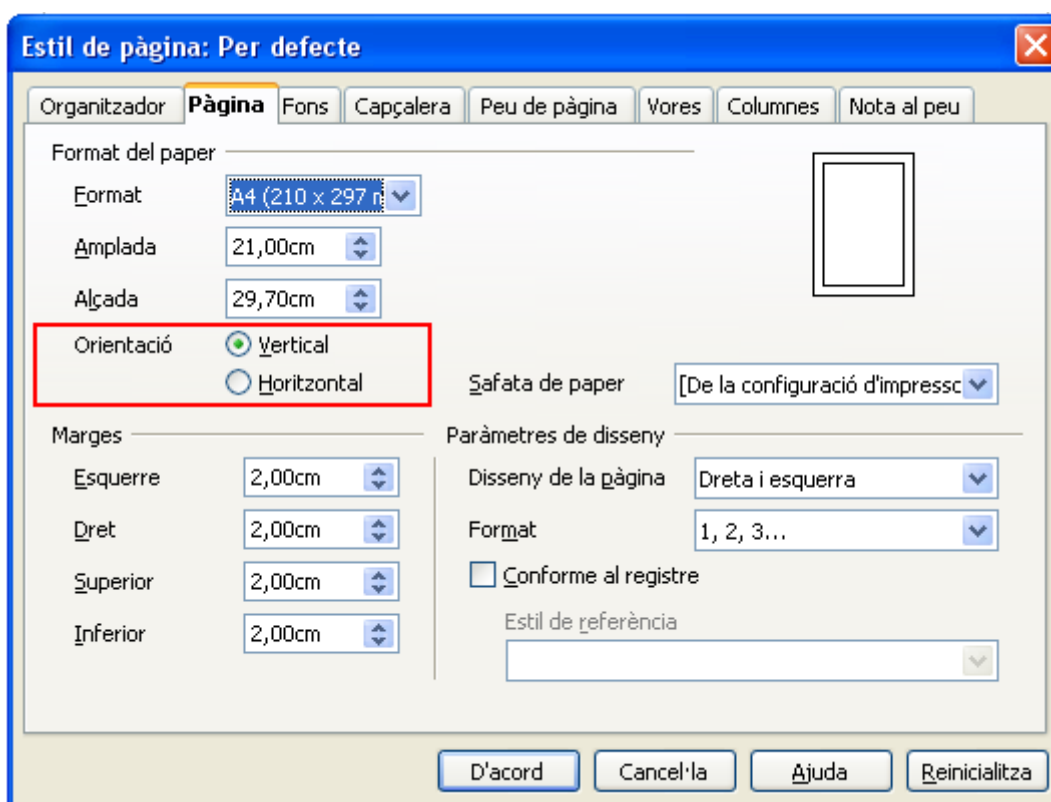 Estil de pàgina: Per defecte
Organitzador Pàgina Fons Capçalera Peu de pàgina Vores Columnes Nota al peu
Format del paper
Format A4 (210 x 297 
Amplada 21,00cm
Alçada 29,70cm
Orientació Vertical
Horitzontal
Safata de paper [De la configuració d'impressc
Marges
Esquerre 2,00cm
Dret 2,00cm
Superior 2,00cm
Inferior 2,00cm
Paràmetres de disseny
Disseny de la pàgina Dreta i esquerra
Format 1, 2, 3...
Conforme al registre
Estil de referència
D'acord Cancel·la Ajuda Reinicialitza